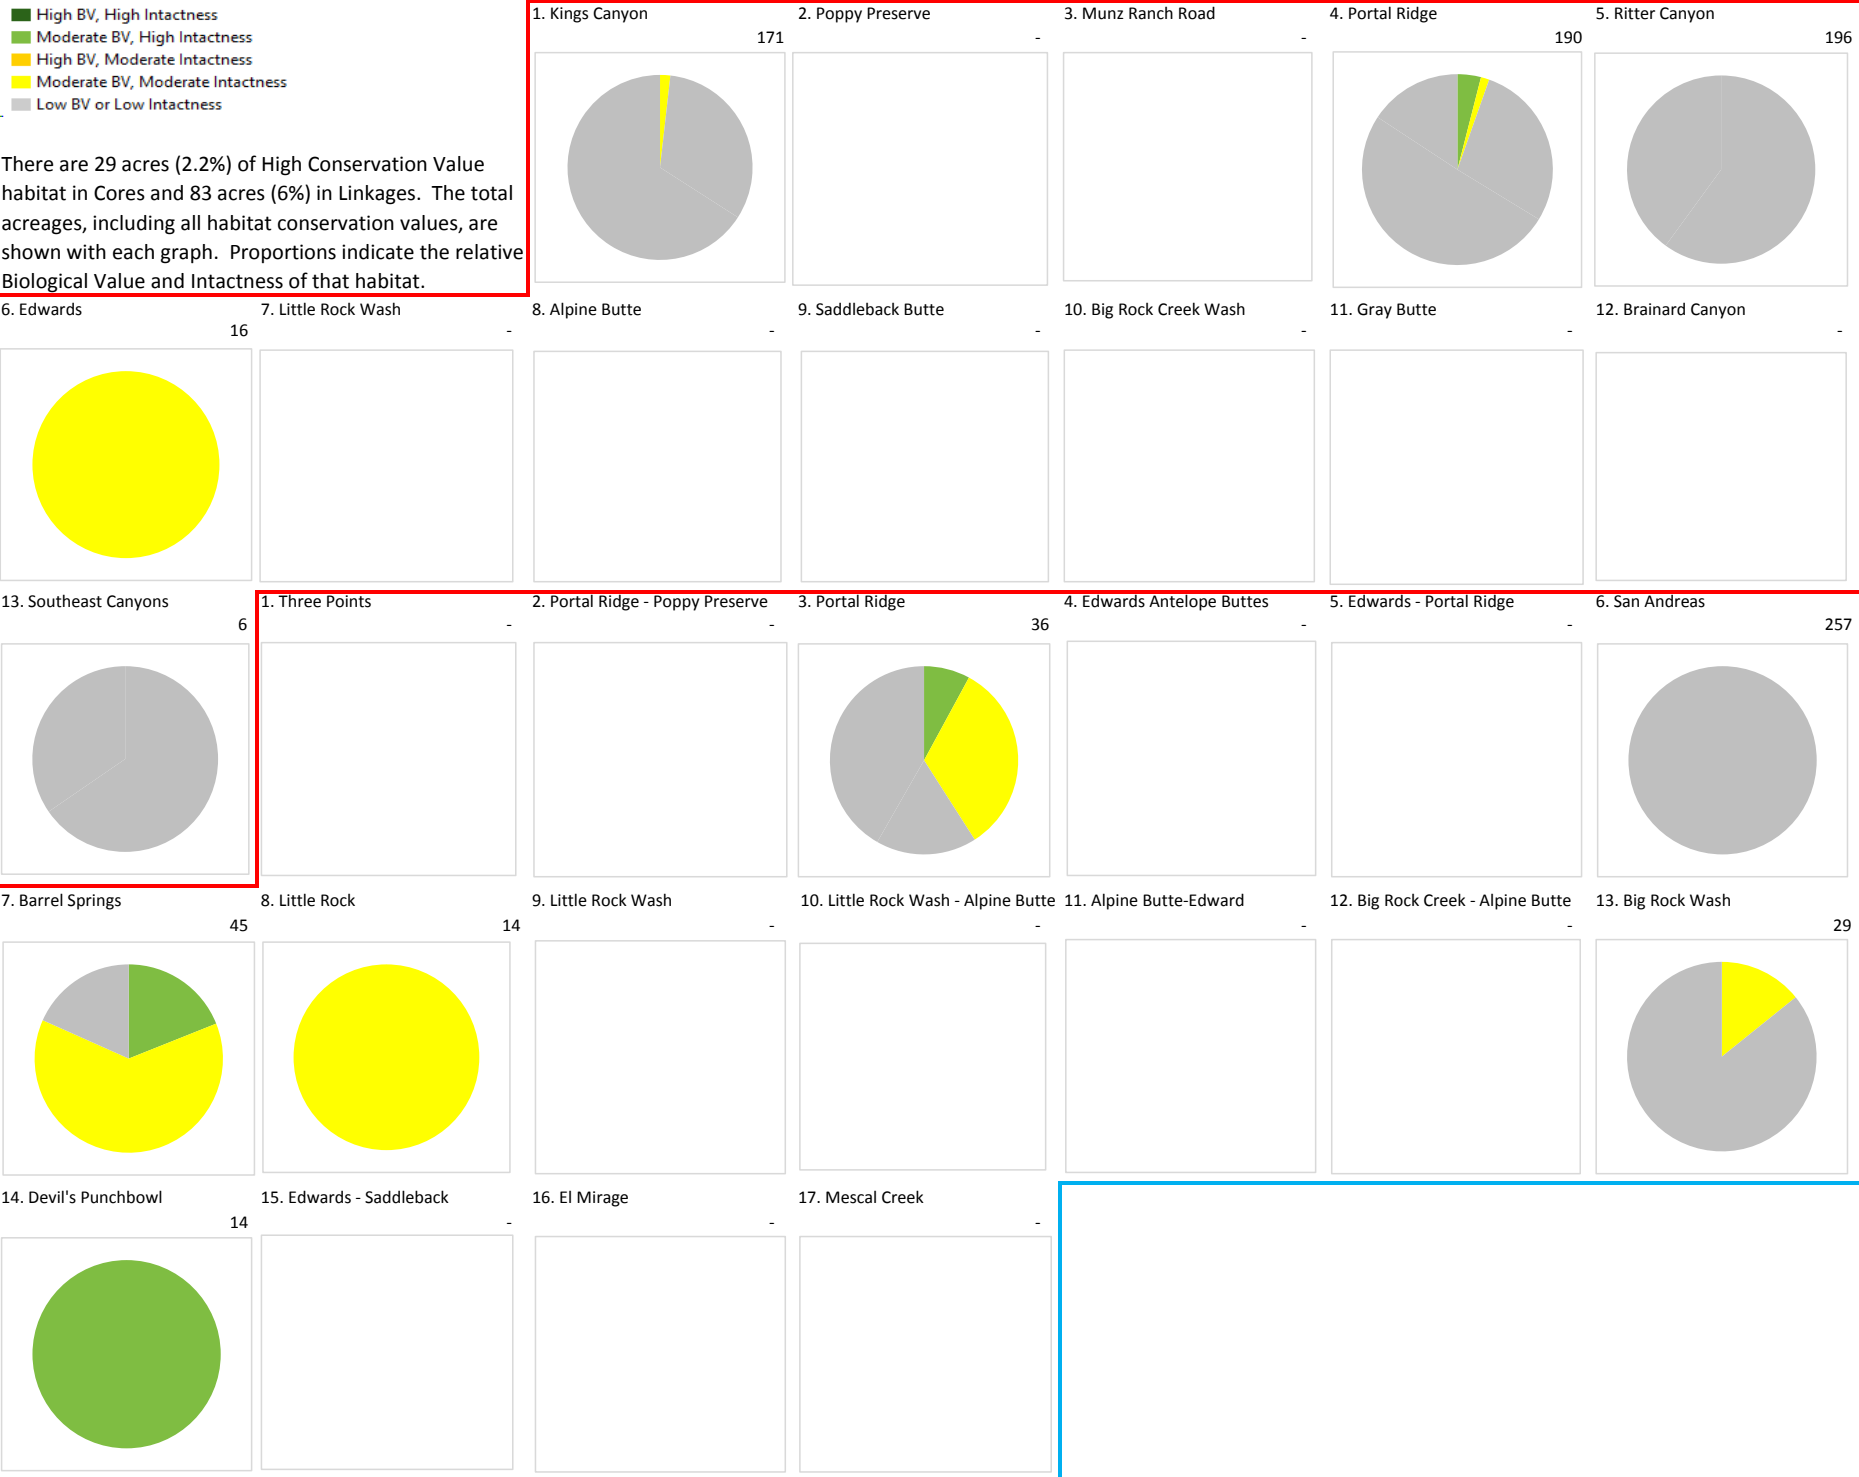 High BV, High Intactness
Moderate BV, High Intactness
High BV, Moderate Intactness
Moderate BV, Moderate Intactness
Low BV or Low Intactness
There are 29 acres (2.2%) of High Conservation Value
habitat in Cores and 83 acres (6%) in Linkages. The total
acreages, including all habitat conservation values, are
shown with each graph. Proportions indicate the relative
Biological Value and Intactness of that habitat.
1. Kings Canyon
171
2. Poppy Preserve
-
3. Munz Ranch Road
-
4. Portal Ridge
190
5. Ritter Canyon
196
6. Edwards
16
7. Little Rock Wash
-
8. Alpine Butte
-
9. Saddleback Butte
-
10. Big Rock Creek Wash
-
11. Gray Butte
-
12. Brainard Canyon
-
13. Southeast Canyons
6
1. Three Points
-
2. Portal Ridge - Poppy Preserve
-
3. Portal Ridge
36
4. Edwards Antelope Buttes
-
5. Edwards - Portal Ridge
-
6. San Andreas
257
7. Barrel Springs
45
8. Little Rock
14
9. Little Rock Wash
-
10. Little Rock Wash - Alpine Butte
-
11. Alpine Butte-Edward
-
12. Big Rock Creek - Alpine Butte
-
13. Big Rock Wash
29
14. Devil's Punchbowl
14
15. Edwards - Saddleback
-
16. El Mirage
-
17. Mescal Creek
-